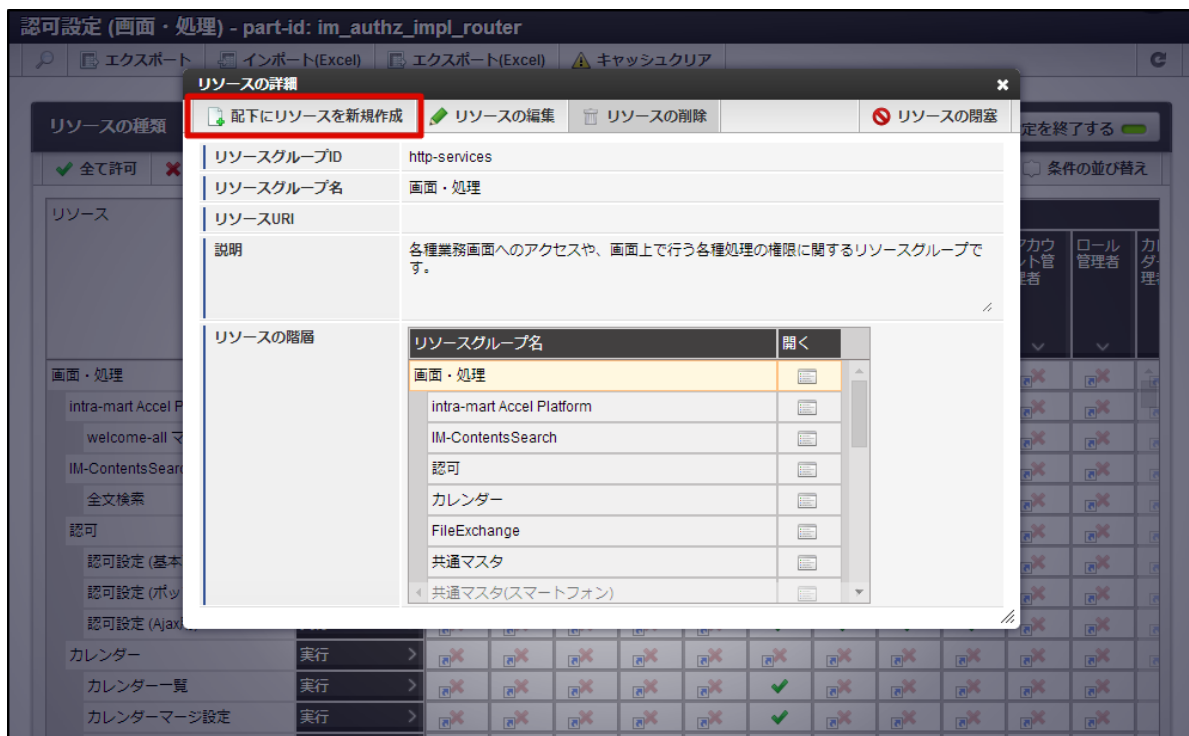 認可設定 (画面・処理) - part-id: im_authz_impl_router
エクスポート インポート(Excel) エクスポート(Excel) キャッシュクリア
リソースの詳細
配下にリソースを新規作成 リソースの編集 リソースの削除 リソースの閉塞
リソースの種類 定を終了する
全て許可 条件の並び替え
リソースグループID http-services
リソースグループ名 画面・処理
リソースURI
説明 各種業務画面へのアクセスや、画面上で行う各種処理の権限に関するリソースグループで
す。
リソース
カウ
ント管
理者
ロール
管理者
リソースの階層
リソースグループ名 開く
画面・処理
intra-mart Accel Platform
IM-ContentsSearch
認可
カレンダー
FileExchange
共通マスタ
共通マスタ(スマートフォン)
画面・処理
intra-mart Accel P
welcome-all マ
IM-ContentsSearc
全文検索
認可
認可設定 (基本
認可設定 (ポッ
認可設定 (Ajax
カレンダー 実行
カレンダー一覧 実行
カレンダーマージ設定 実行